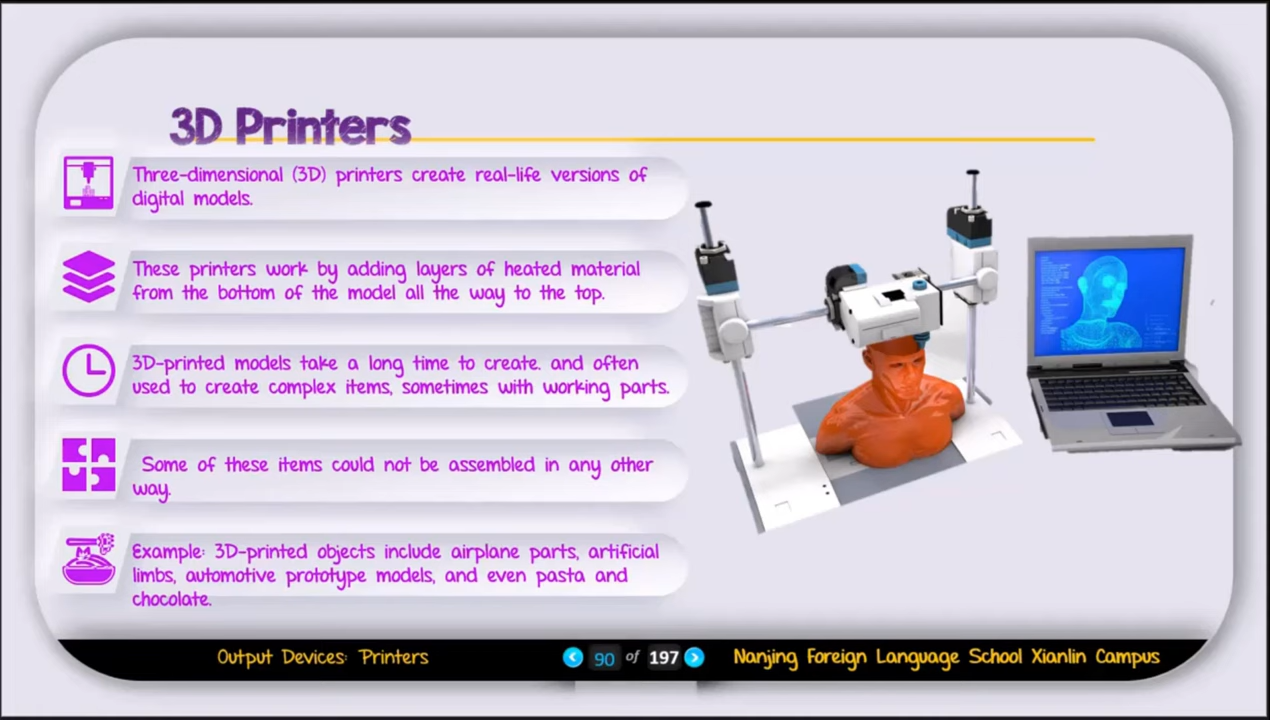 3D Printers
Three-dimensional (3D) printers create real-life versions of
digital models.
These printers work by adding layers of heated material
from the bottom of the model all the way to the top.
3D-printed models take a long time to create. and often
used to create complex items, sometimes with working parts.
Some of these items could not be assembled in any other
way.
Example: 3D-printed objects include airplane parts, artificial
limbs, automotive prototype models, and even pasta and
chocolate.
Output Devices: Printers
90 of 197
Nanjing Foreign Language School Xianlin Campus